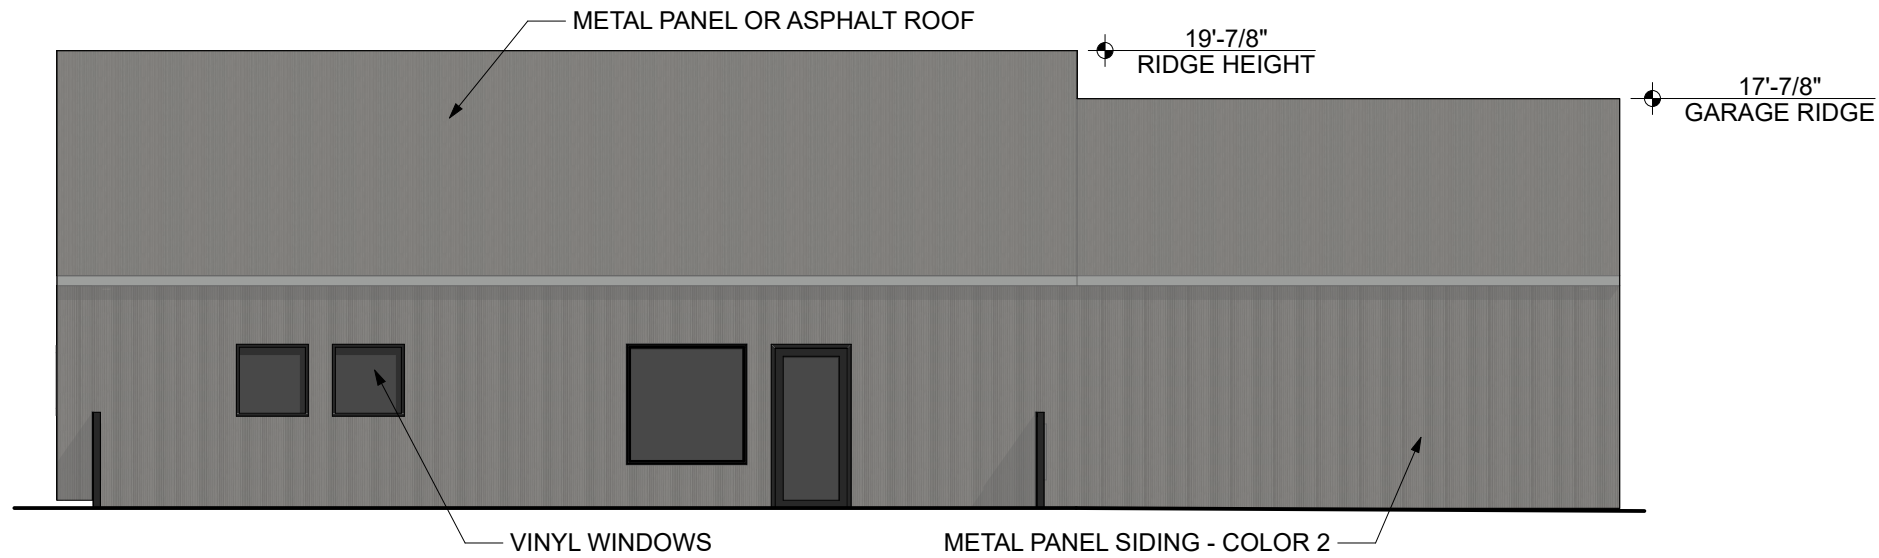 METAL PANEL OR ASPHALT ROOF
19'-7/8"
RIDGE HEIGHT
17'-7/8"
GARAGE RIDGE
VINYL WINDOWS
METAL PANEL SIDING - COLOR 2